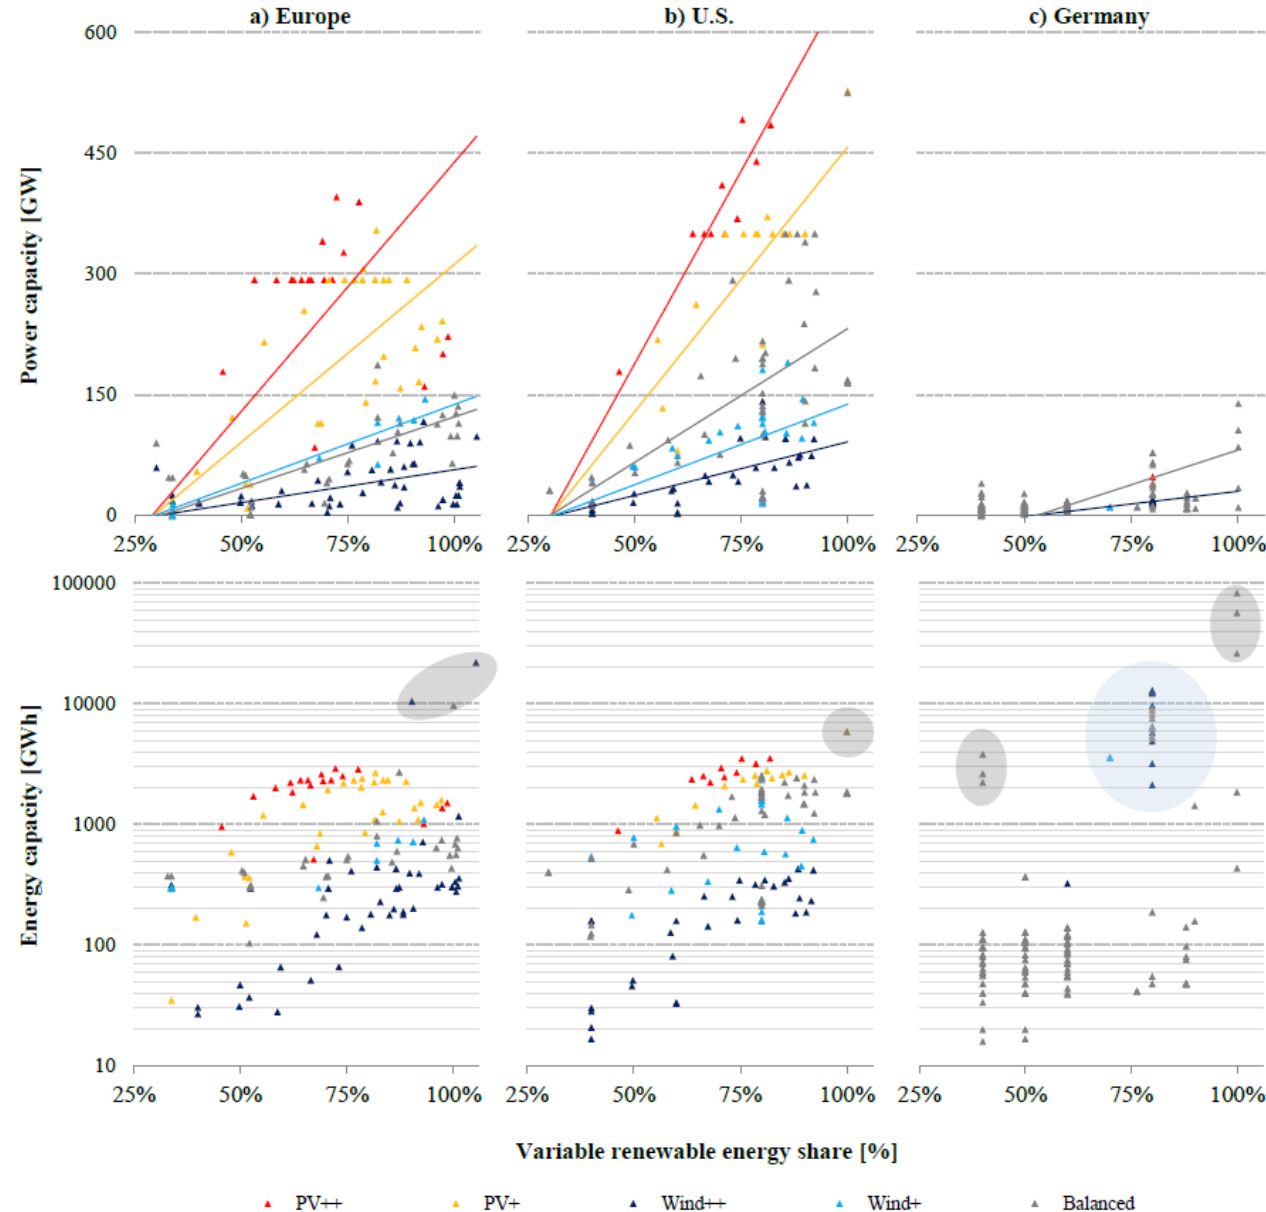 a) Europe
b) U.S.
c) Germany
Power capacity [GW]
600
450
300
150
0
25% 50% 75% 100%
25% 50% 75% 100%
25% 50% 75% 100%
Energy capacity [GWh]
100000
10000
1000
100
10
25% 50% 75% 100%
25% 50% 75% 100%
25% 50% 75% 100%
Variable renewable energy share [%]
PV++ PV+ Wind++ Wind+ Balanced